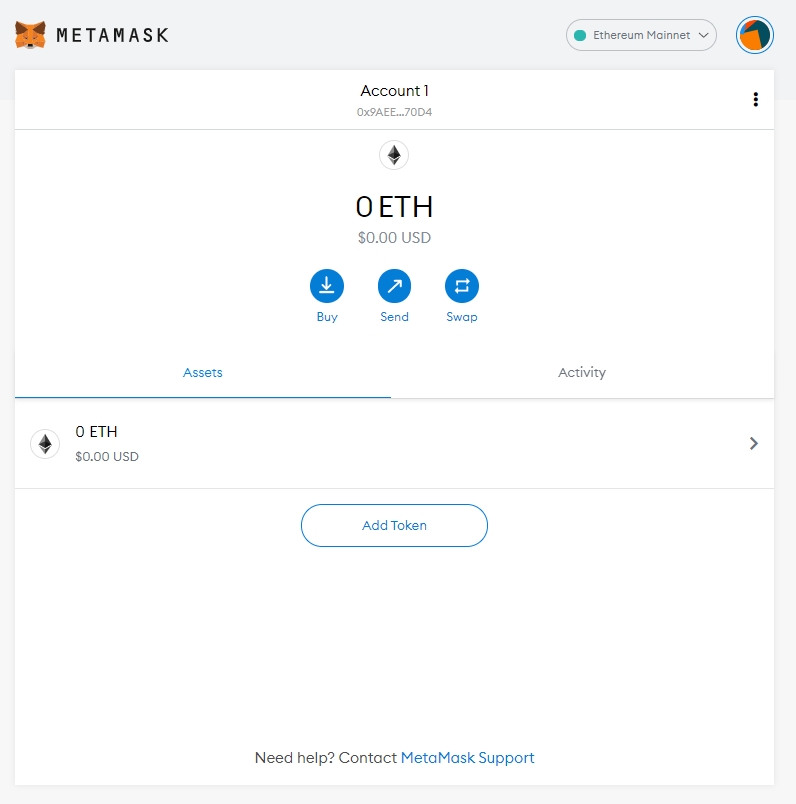 METAMASK
Ethereum Mainnet
Account 1
0x9AEE...70D4
0 ETH
$0.00 USD
Buy Send Swap
Assets Activity
0 ETH
$0.00 USD
Add Token
Need help? Contact MetaMask Support